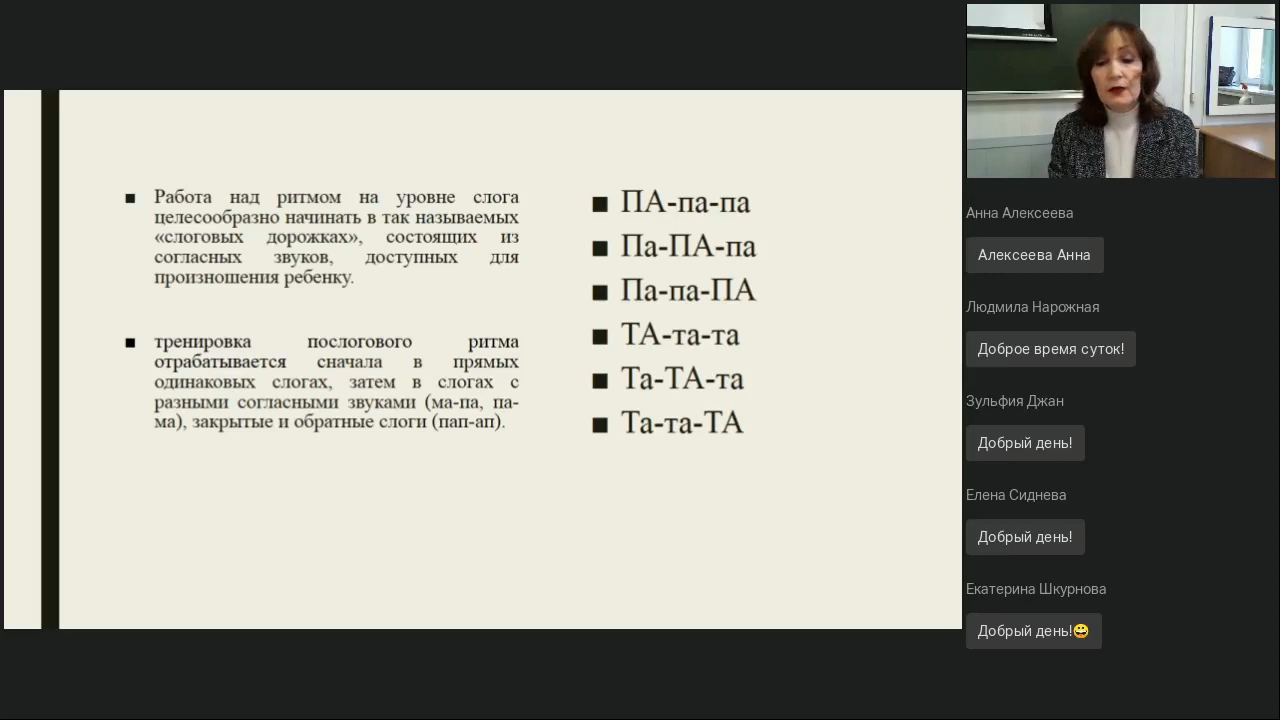 Работа над ритмом на уровне слога
целесообразно начинать в так называемых
«слоговых дорожках», состоящих из
согласных звуков, доступных для
произношения ребенку.
тренировка послогового ритма
отрабатывается сначала в прямых
одинаковых слогах, затем в слогах с
разными согласными звуками (ма-па, па-
ма), закрытые и обратные слоги (пап-ап).
ПА-па-па
Па-ПА-па
Па-па-ПА
ТА-та-та
Та-ТА-та
Та-та-ТА
Анна Алексеева
Алексеева Анна
Людмила Нарожная
Доброе время суток!
Зульфия Джан
Добрый день!
Елена Сиднева
Добрый день!
Екатерина Шкурнова
Добрый день!😀